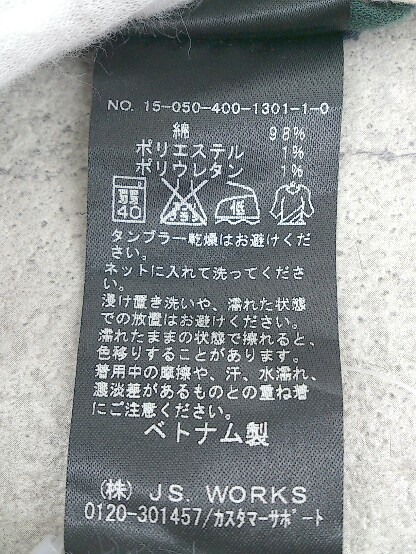 NO. 15-050-400-1301-1-0
綿 98%
ポリエステル 1%
ポリウレタン 1%
40 低
タンブラー乾燥はお避けくだ
さい。
ネットに入れて洗ってくださ
い。
浸け置き洗いや、濡れた状態
での放置はお避けください。
濡れたままの状態で擦れると、
色移りすることがあります。
着用中の摩擦や、汗、水濡れ、
濃淡差があるものとの重ね着
にご注意ください。
ベトナム製
(株) JS. WORKS
0120-301457/カスタマーサポート